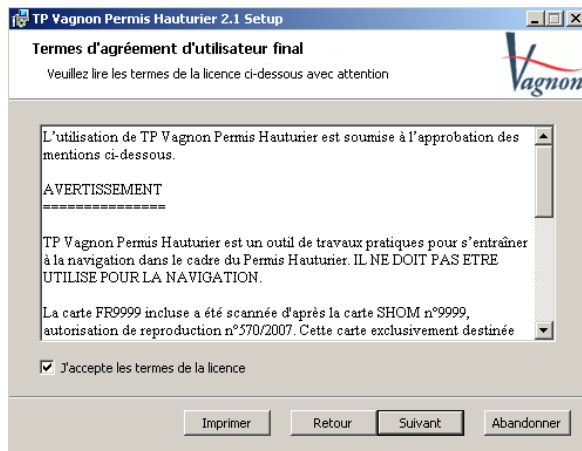 TP Vagnon Permis Hauturier 2.1 Setup
Termes d'agréement d'utilisateur final
Veuillez lire les termes de la licence ci-dessous avec attention
Vagnon
L'utilisation de TP Vagnon Permis Hauturier est soumise à l'approbation des
mentions ci-dessous.
AVERTISSEMENT
===============
TP Vagnon Permis Hauturier est un outil de travaux pratiques pour s'entraîner
à la navigation dans le cadre du Permis Hauturier. IL NE DOIT PAS ETRE
UTILISE POUR LA NAVIGATION.
La carte FR9999 incluse a été scannée d'après la carte SHOM n°9999,
autorisation de reproduction n°570/2007. Cette carte exclusivement destinée
J'accepte les termes de la licence
Imprimer
Retour
Suivant
Abandonner